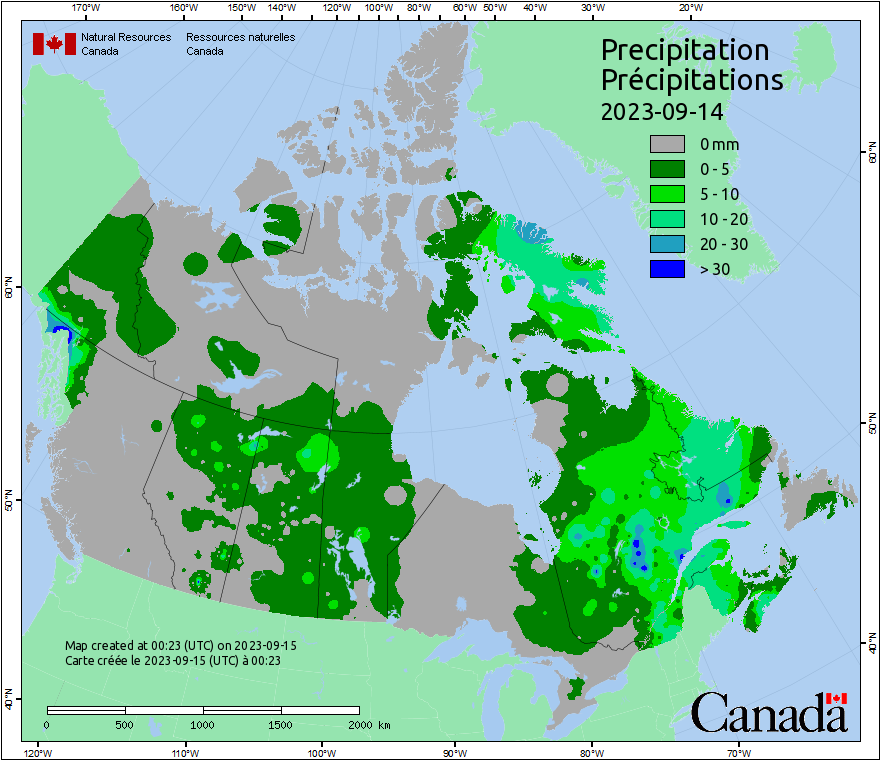 170°W 160°W 150°W 140°W 120°W 100°W 80°W 60°W 50°W 40°W 30°W 20°W
Natural Resources Ressources naturelles
Canada Canada
Precipitation
Précipitations
2023-09-14
0 mm
0 - 5
5 - 10
10 - 20
20 - 30
> 30
60°N
60°N
50°N
50°N
40°N
40°N
Map created at 00:23 (UTC) on 2023-09-15
Carte créée le 2023-09-15 (UTC) à 00:23
0 500 1000 1500 2000 km
Canada
120°W 110°W 100°W 90°W 80°W 70°W